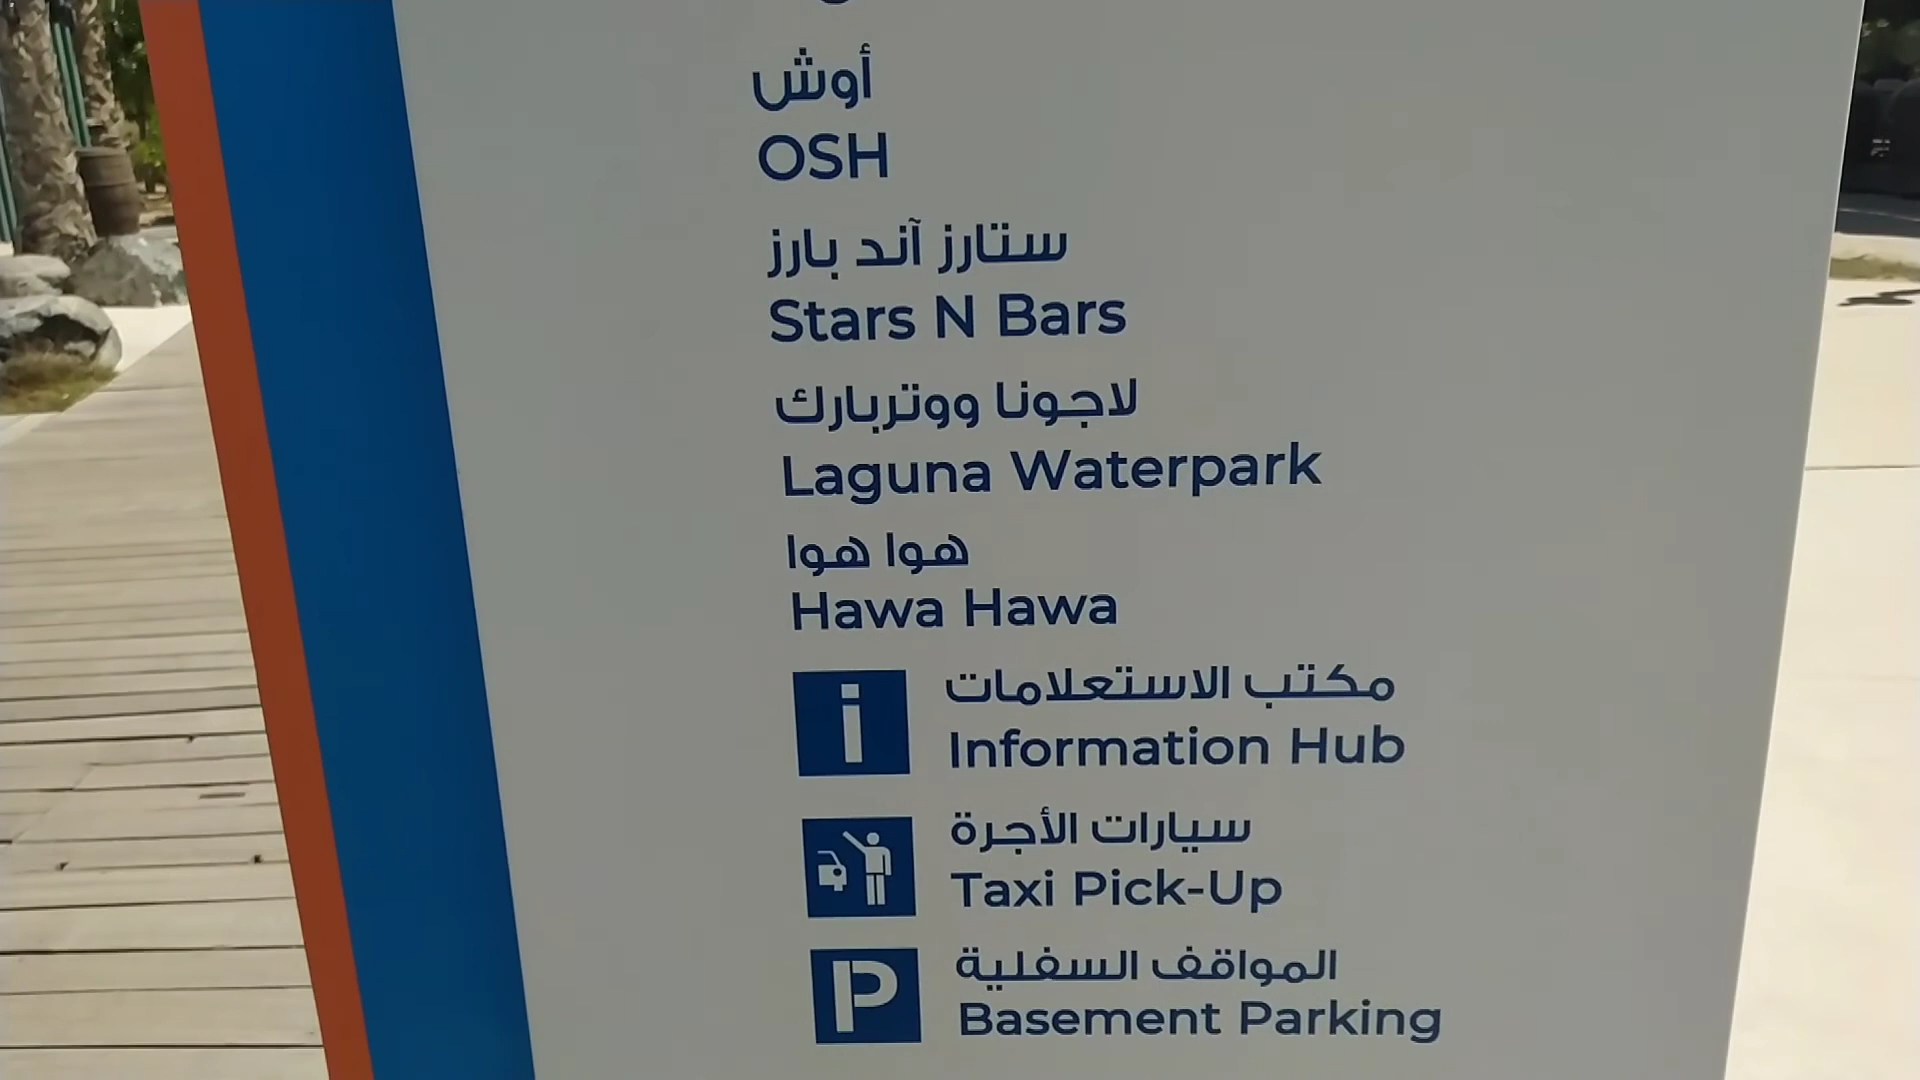 أوش
OSH
ستارز آند بارز
Stars N Bars
لاجونا ووتربارك
Laguna Waterpark
هوا هوا
Hawa Hawa
مكتب الاستعلامات
Information Hub
سيارات الأجرة
Taxi Pick-Up
المواقف السفلية
P
Basement Parking